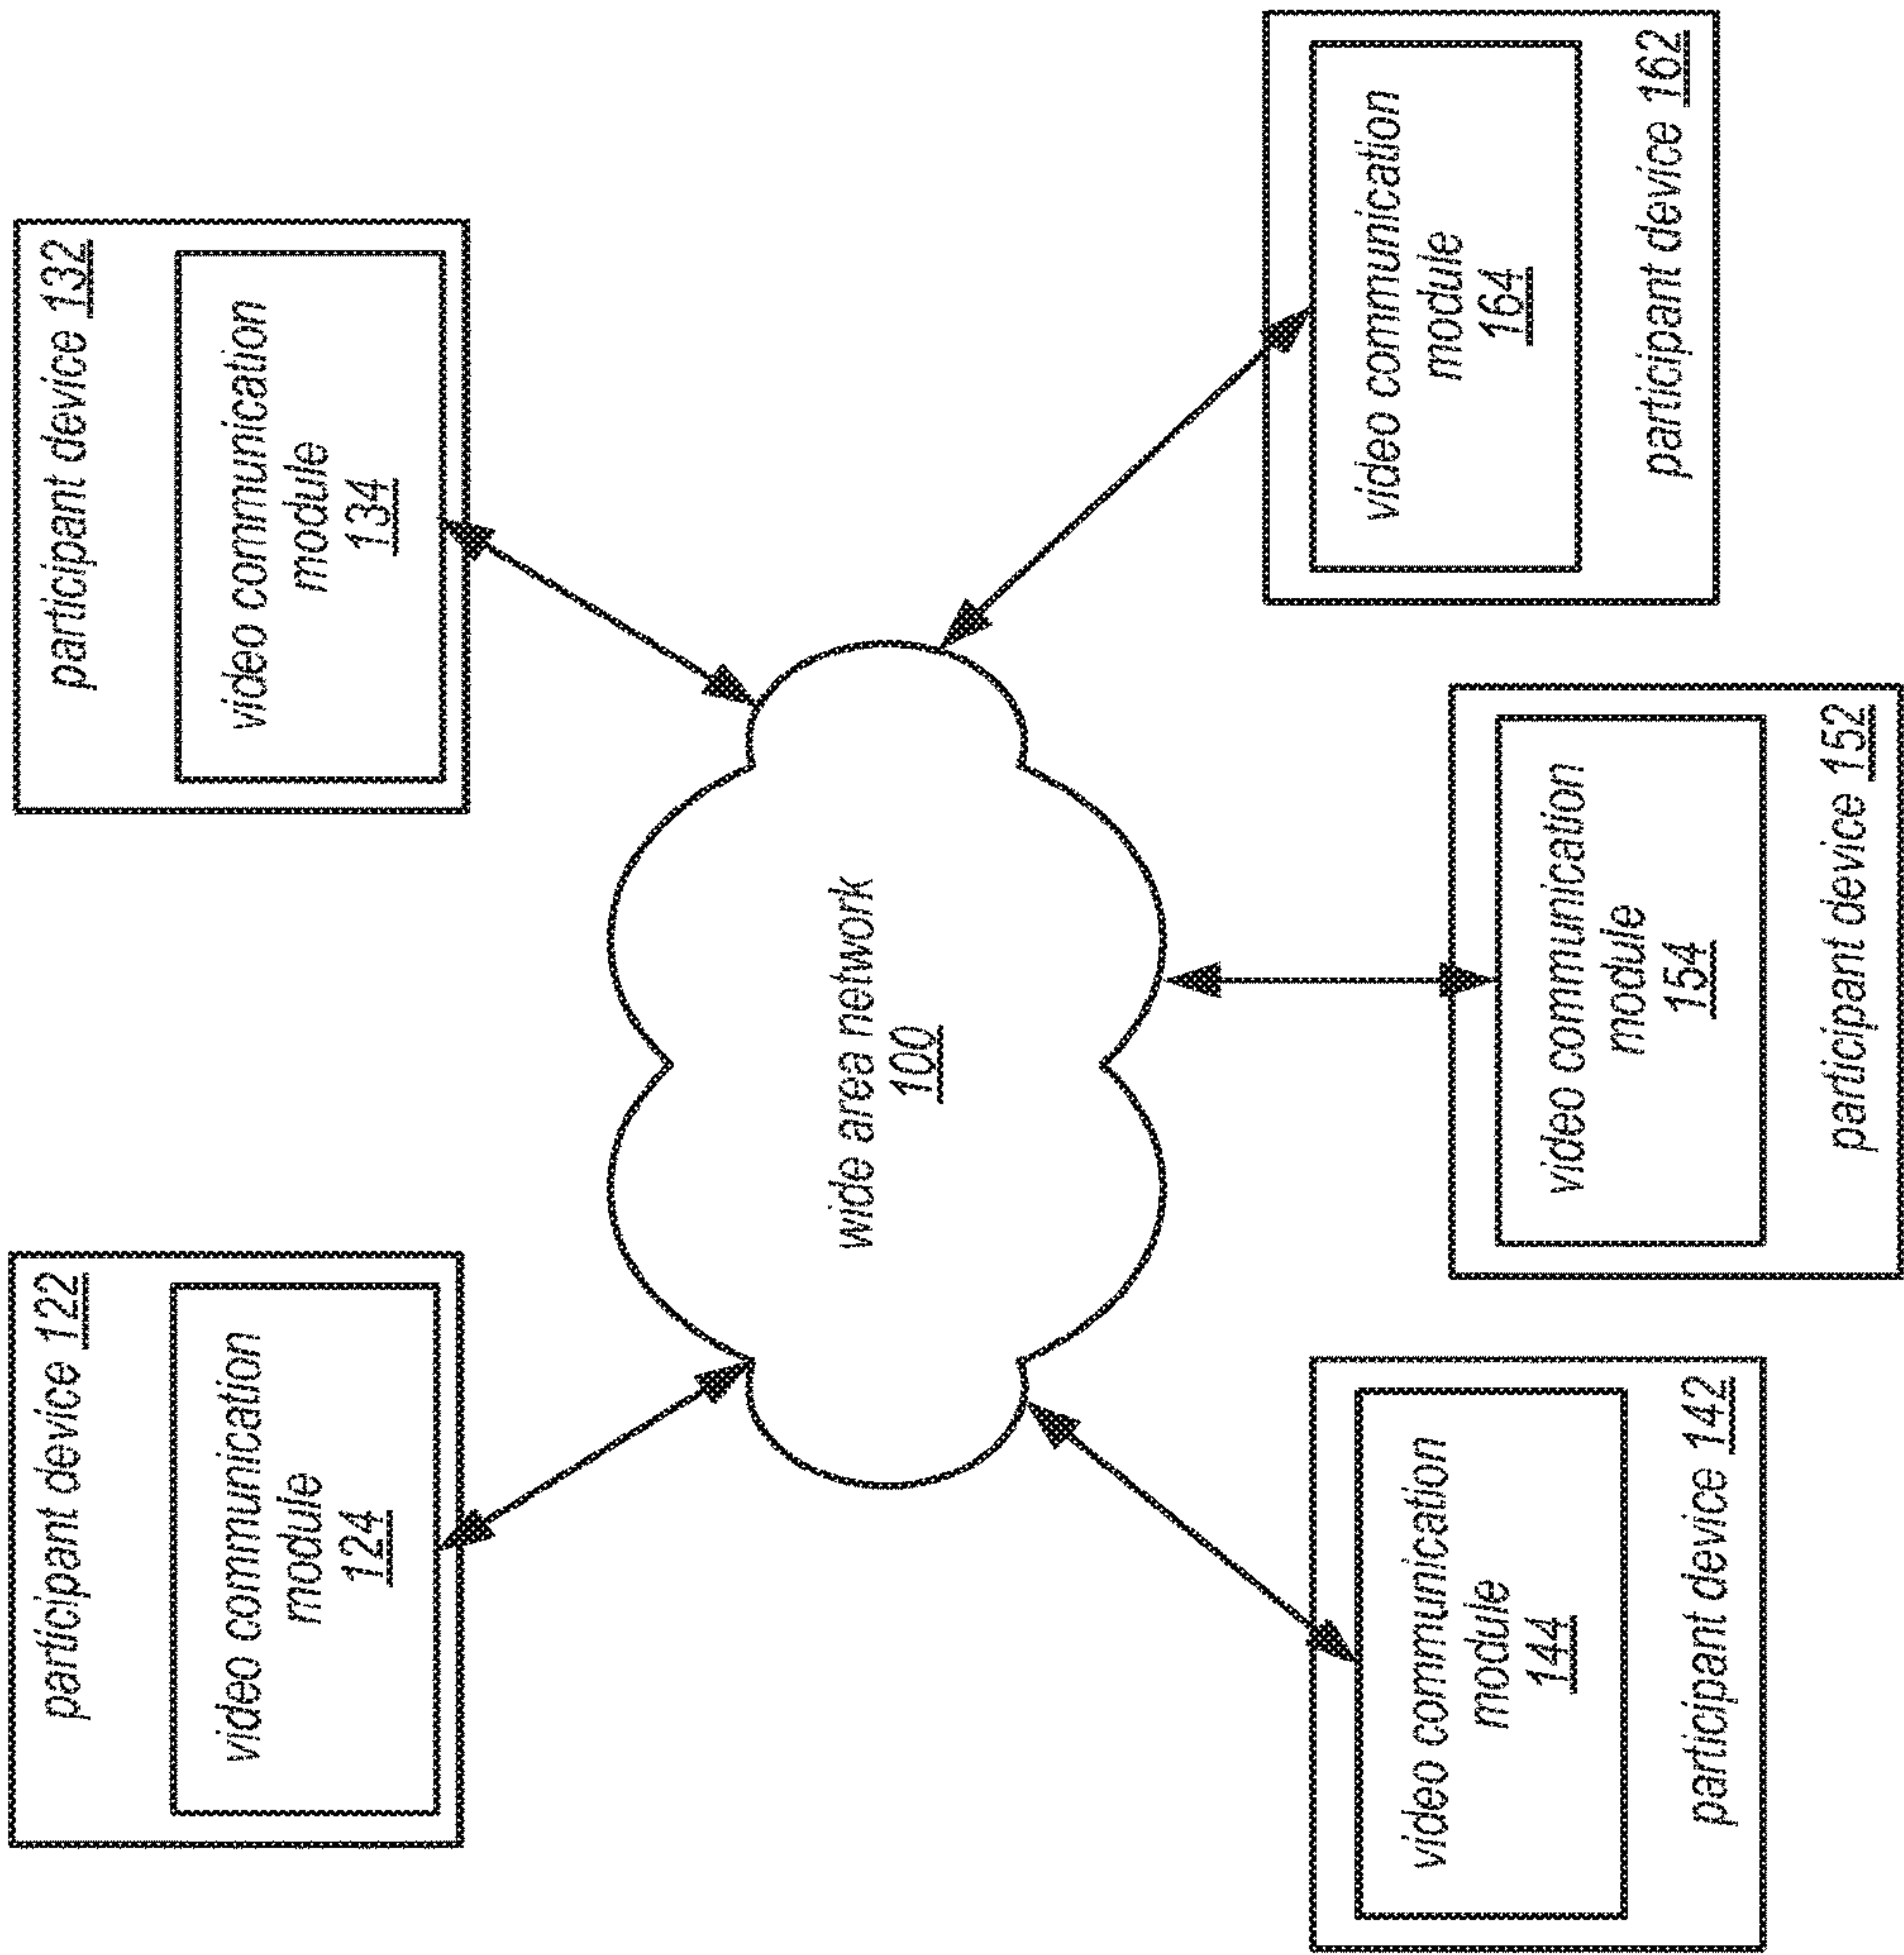 participant device 122
video communication
module
124
participant device 132
video communication
module
134
wide area network
100
video communication
module
144
participant device 142
video communication
module
154
participant device 152
video communication
module
164
participant device 162